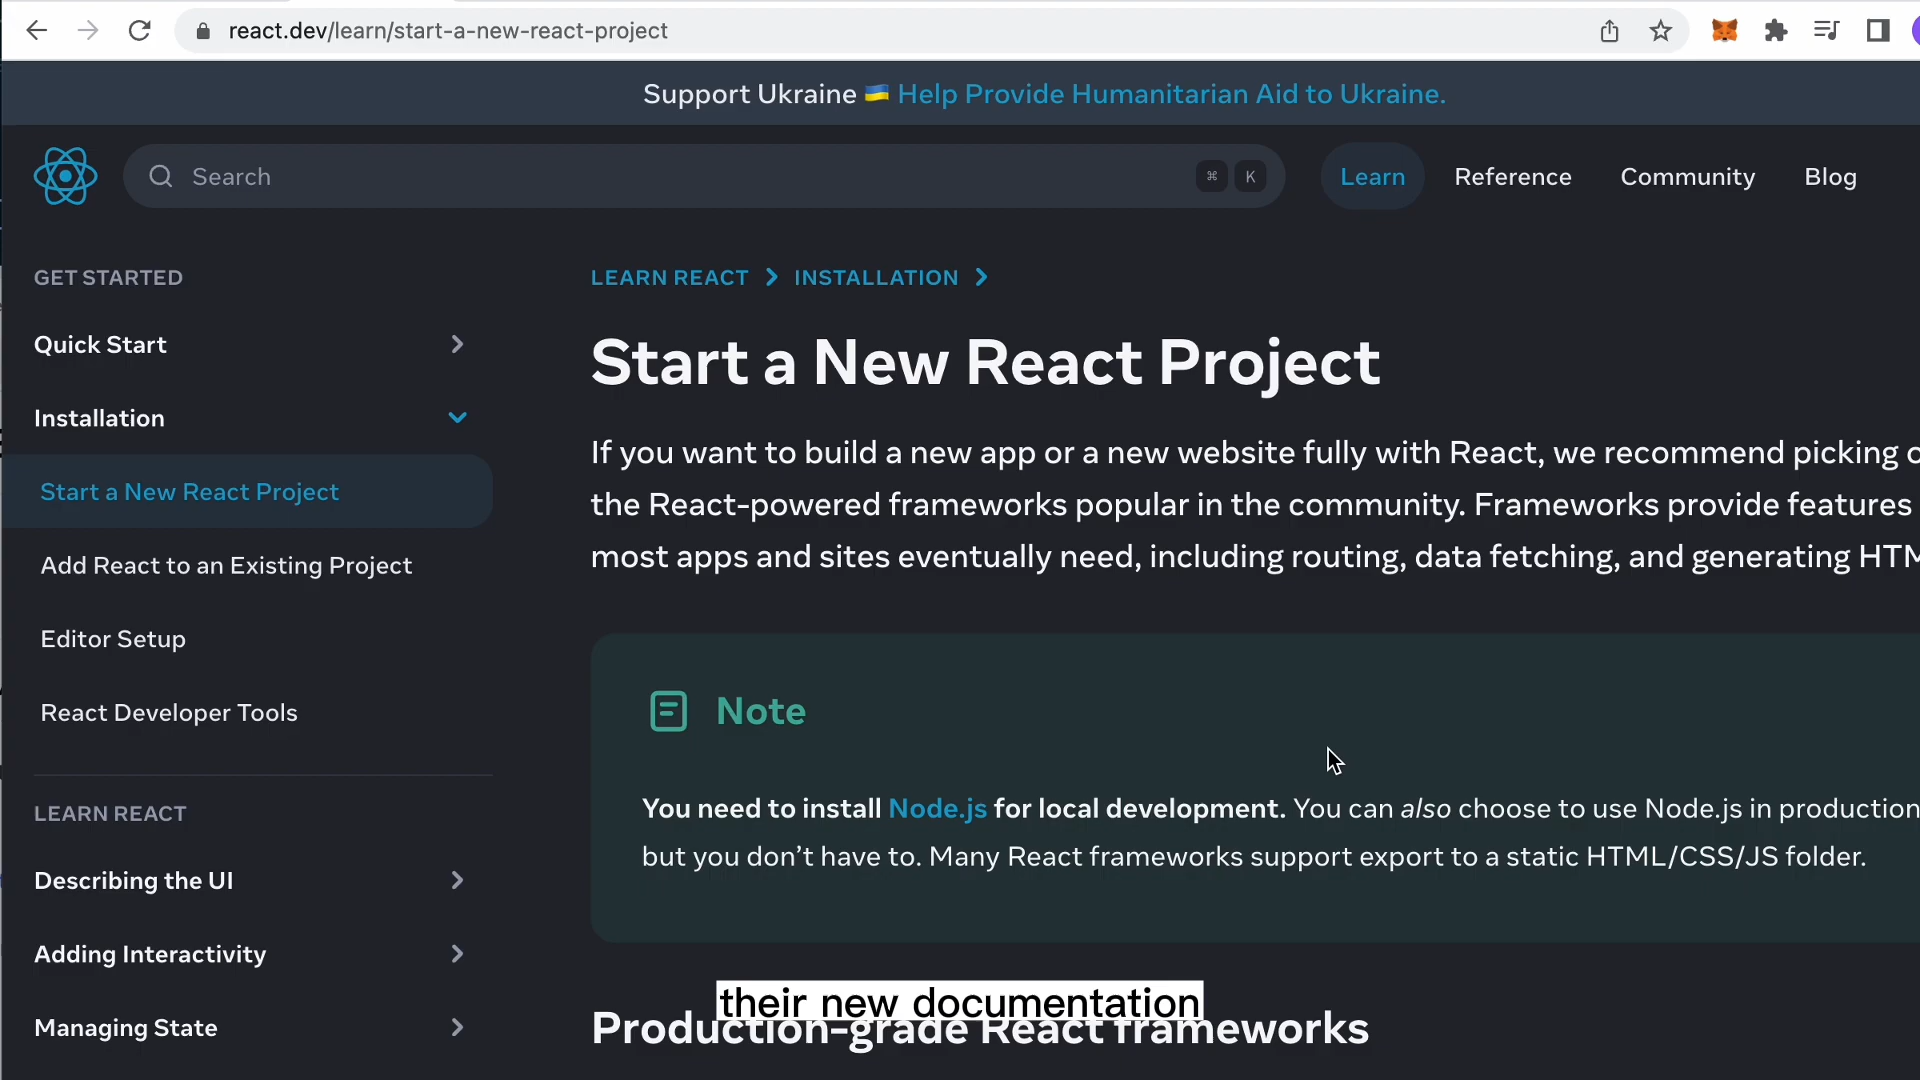 react.dev/learn/start-a-new-react-project
Support Ukraine 🇺🇦 Help Provide Humanitarian Aid to Ukraine.
Search
⌘ K
Learn
Reference
Community
Blog
GET STARTED
Quick Start
Installation
Start a New React Project
Add React to an Existing Project
Editor Setup
React Developer Tools
LEARN REACT
Describing the UI
Adding Interactivity
Managing State
LEARN REACT > INSTALLATION >
Start a New React Project
If you want to build a new app or a new website fully with React, we recommend picking
the React-powered frameworks popular in the community. Frameworks provide features
most apps and sites eventually need, including routing, data fetching, and generating
Note
You need to install Node.js for local development. You can also choose to use Node.js in production
but you don’t have to. Many React frameworks support export to a static HTML/CSS/JS folder.
their new documentation
Production-grade React frameworks